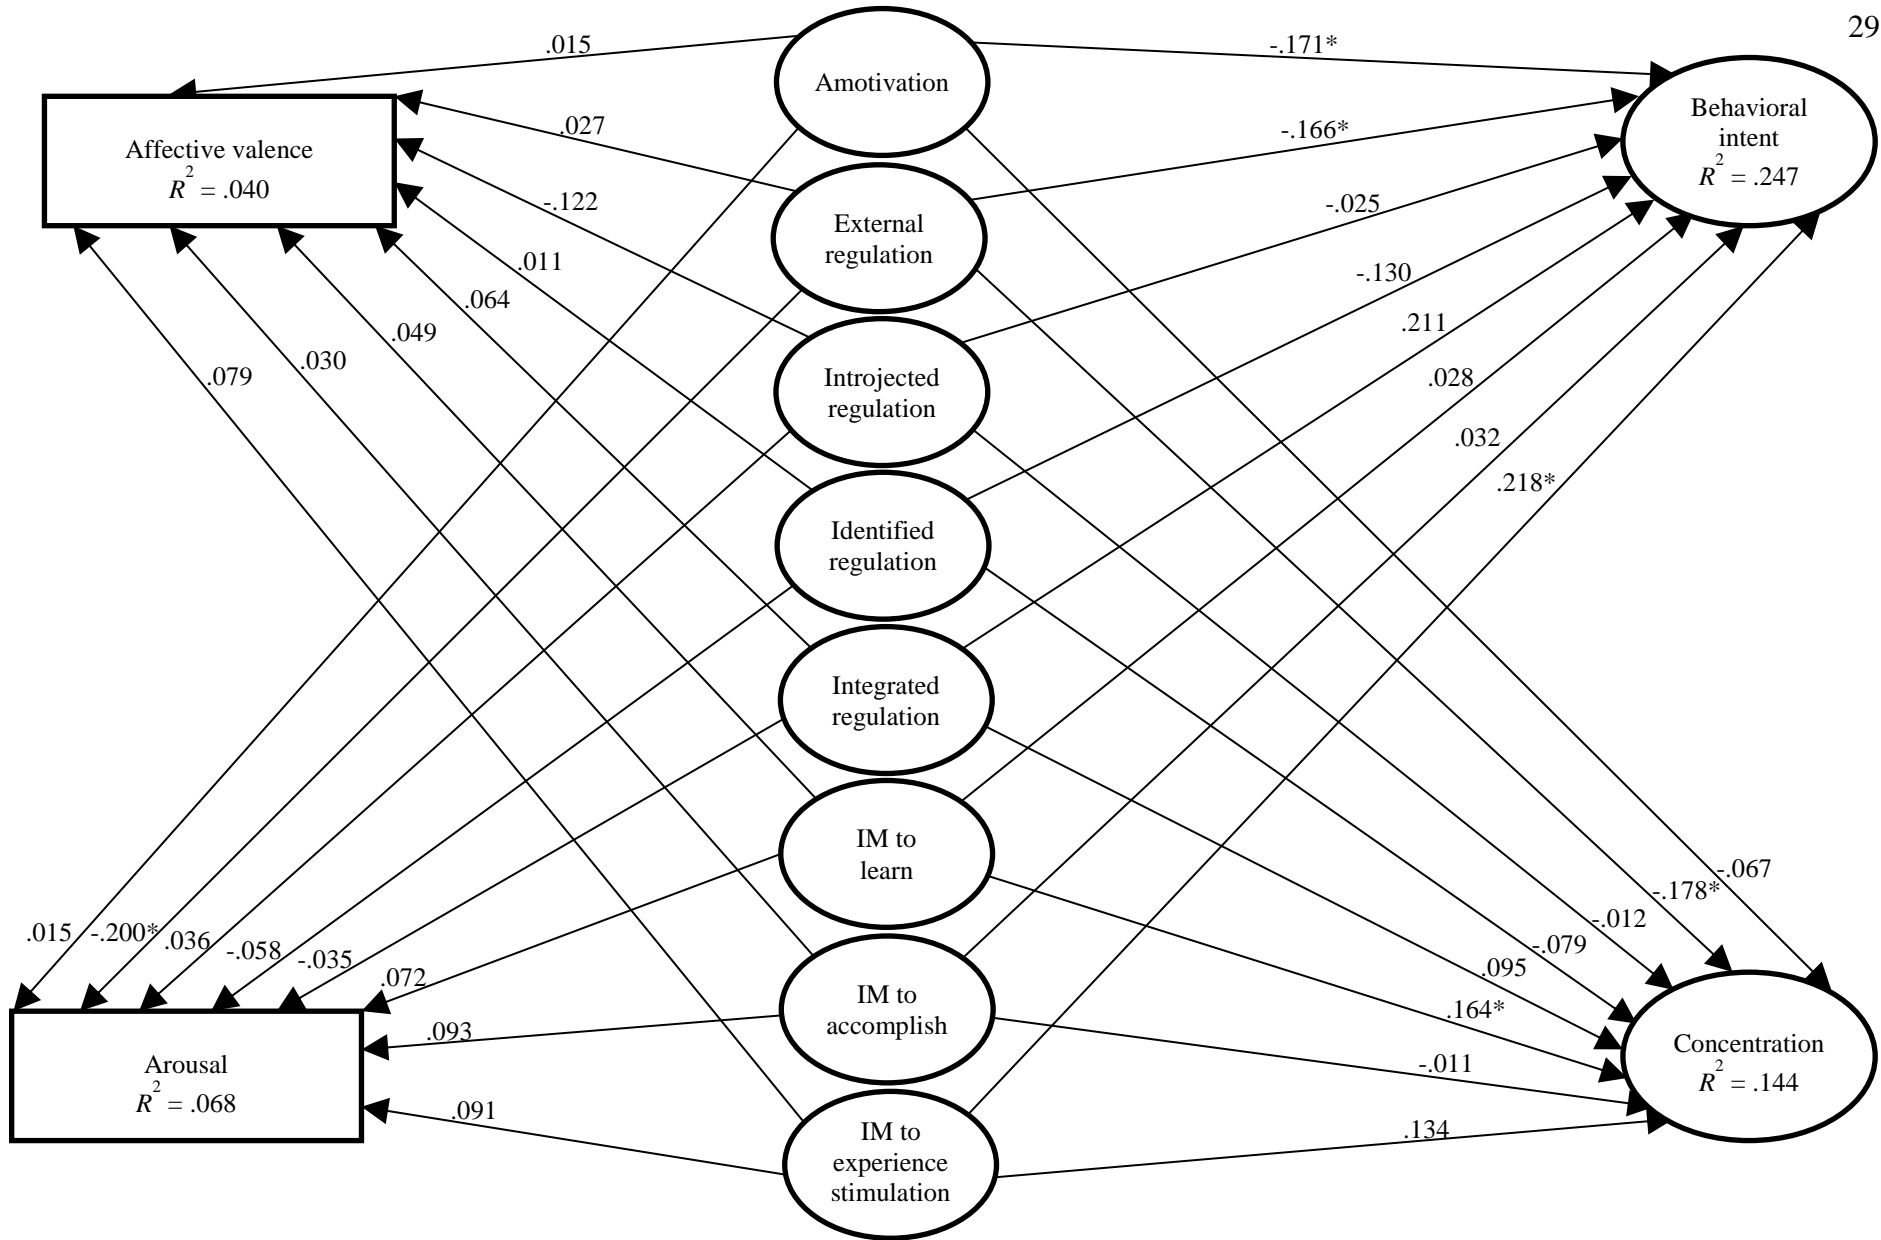 29
.015
Amotivation
-.171*
Behavioral
intent
R2 = .247
Affective valence
R2 = .040
.027
-.166*
-.122
External
regulation
-.025
.011
.064
.049
.030
.079
-.130
.211
.028
.032
.218*
Introjected
regulation
Identified
regulation
Integrated
regulation
IM to
learn
IM to
accomplish
IM to
experience
stimulation
.015
-.200*
.036
-.058
-.035
.072
.093
.091
Arousal
R2 = .068
-.067
-.178*
-.012
-.079
.095
.164*
-.011
.134
Concentration
R2 = .144